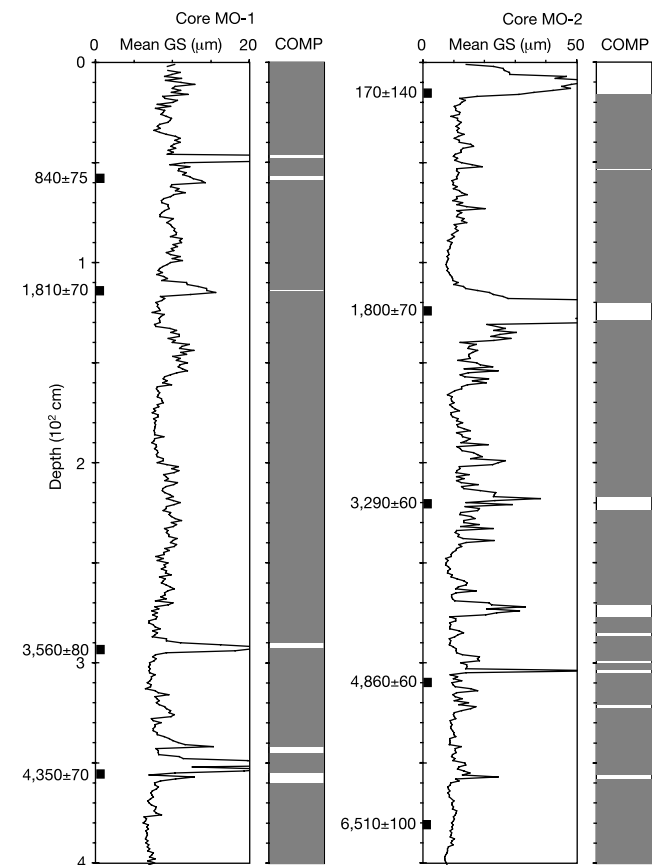 Core MO-1
0 Mean GS (μm) 20 COMP
0
840±75
1
1,810±70
Depth (10² cm)
2
3,560±80
3
4,350±70
4
Core MO-2
0 Mean GS (μm) 50 COMP
170±140
1,800±70
3,290±60
4,860±60
6,510±100